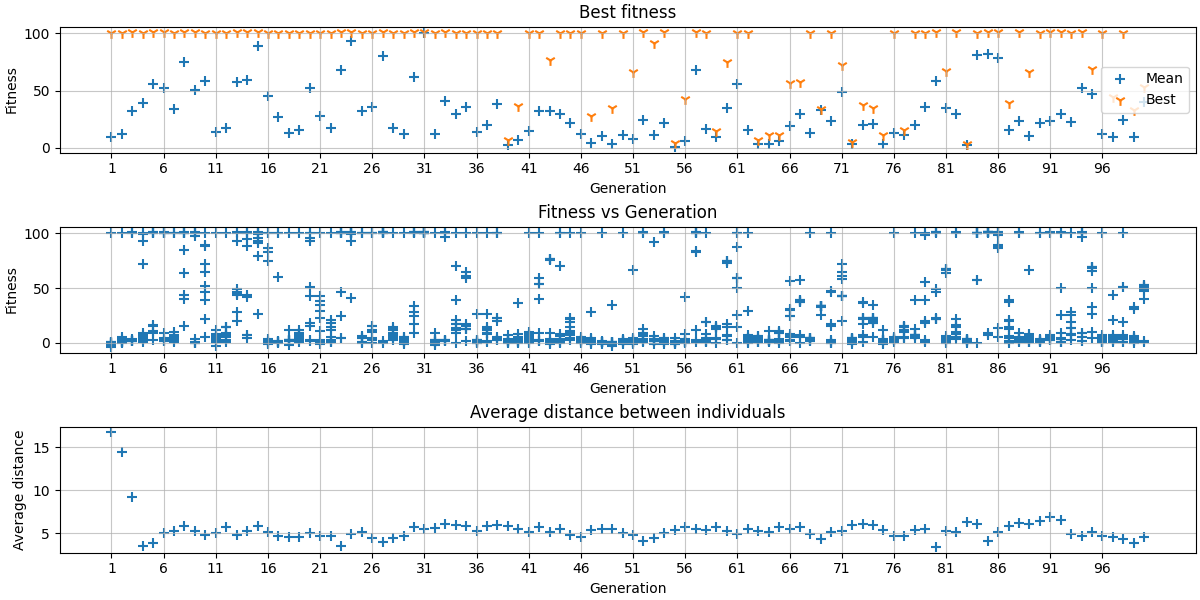 Best fitness
100
50
0
Fitness
Mean
Best
1 6 11 16 21 26 31 36 41 46 51 56 61 66 71 76 81 86 91 96
Generation
Fitness vs Generation
100
50
0
Fitness
1 6 11 16 21 26 31 36 41 46 51 56 61 66 71 76 81 86 91 96
Generation
Average distance between individuals
15
10
5
Average distance
1 6 11 16 21 26 31 36 41 46 51 56 61 66 71 76 81 86 91 96
Generation